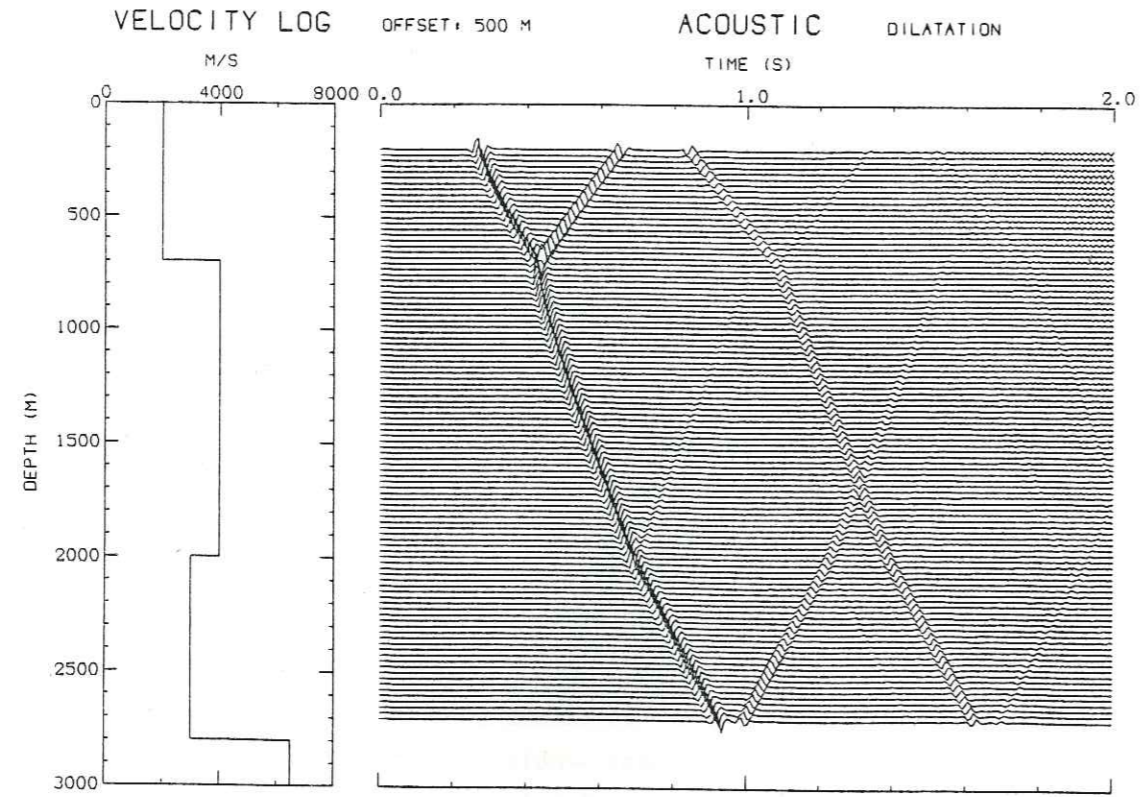 VELOCITY LOG
OFFSET: 500 M
ACOUSTIC
DILATATION
M/S
TIME (S)
0 4000 8000
0.0 1.0 2.0
0
500
1000
1500
2000
2500
3000
DEPTH (M)